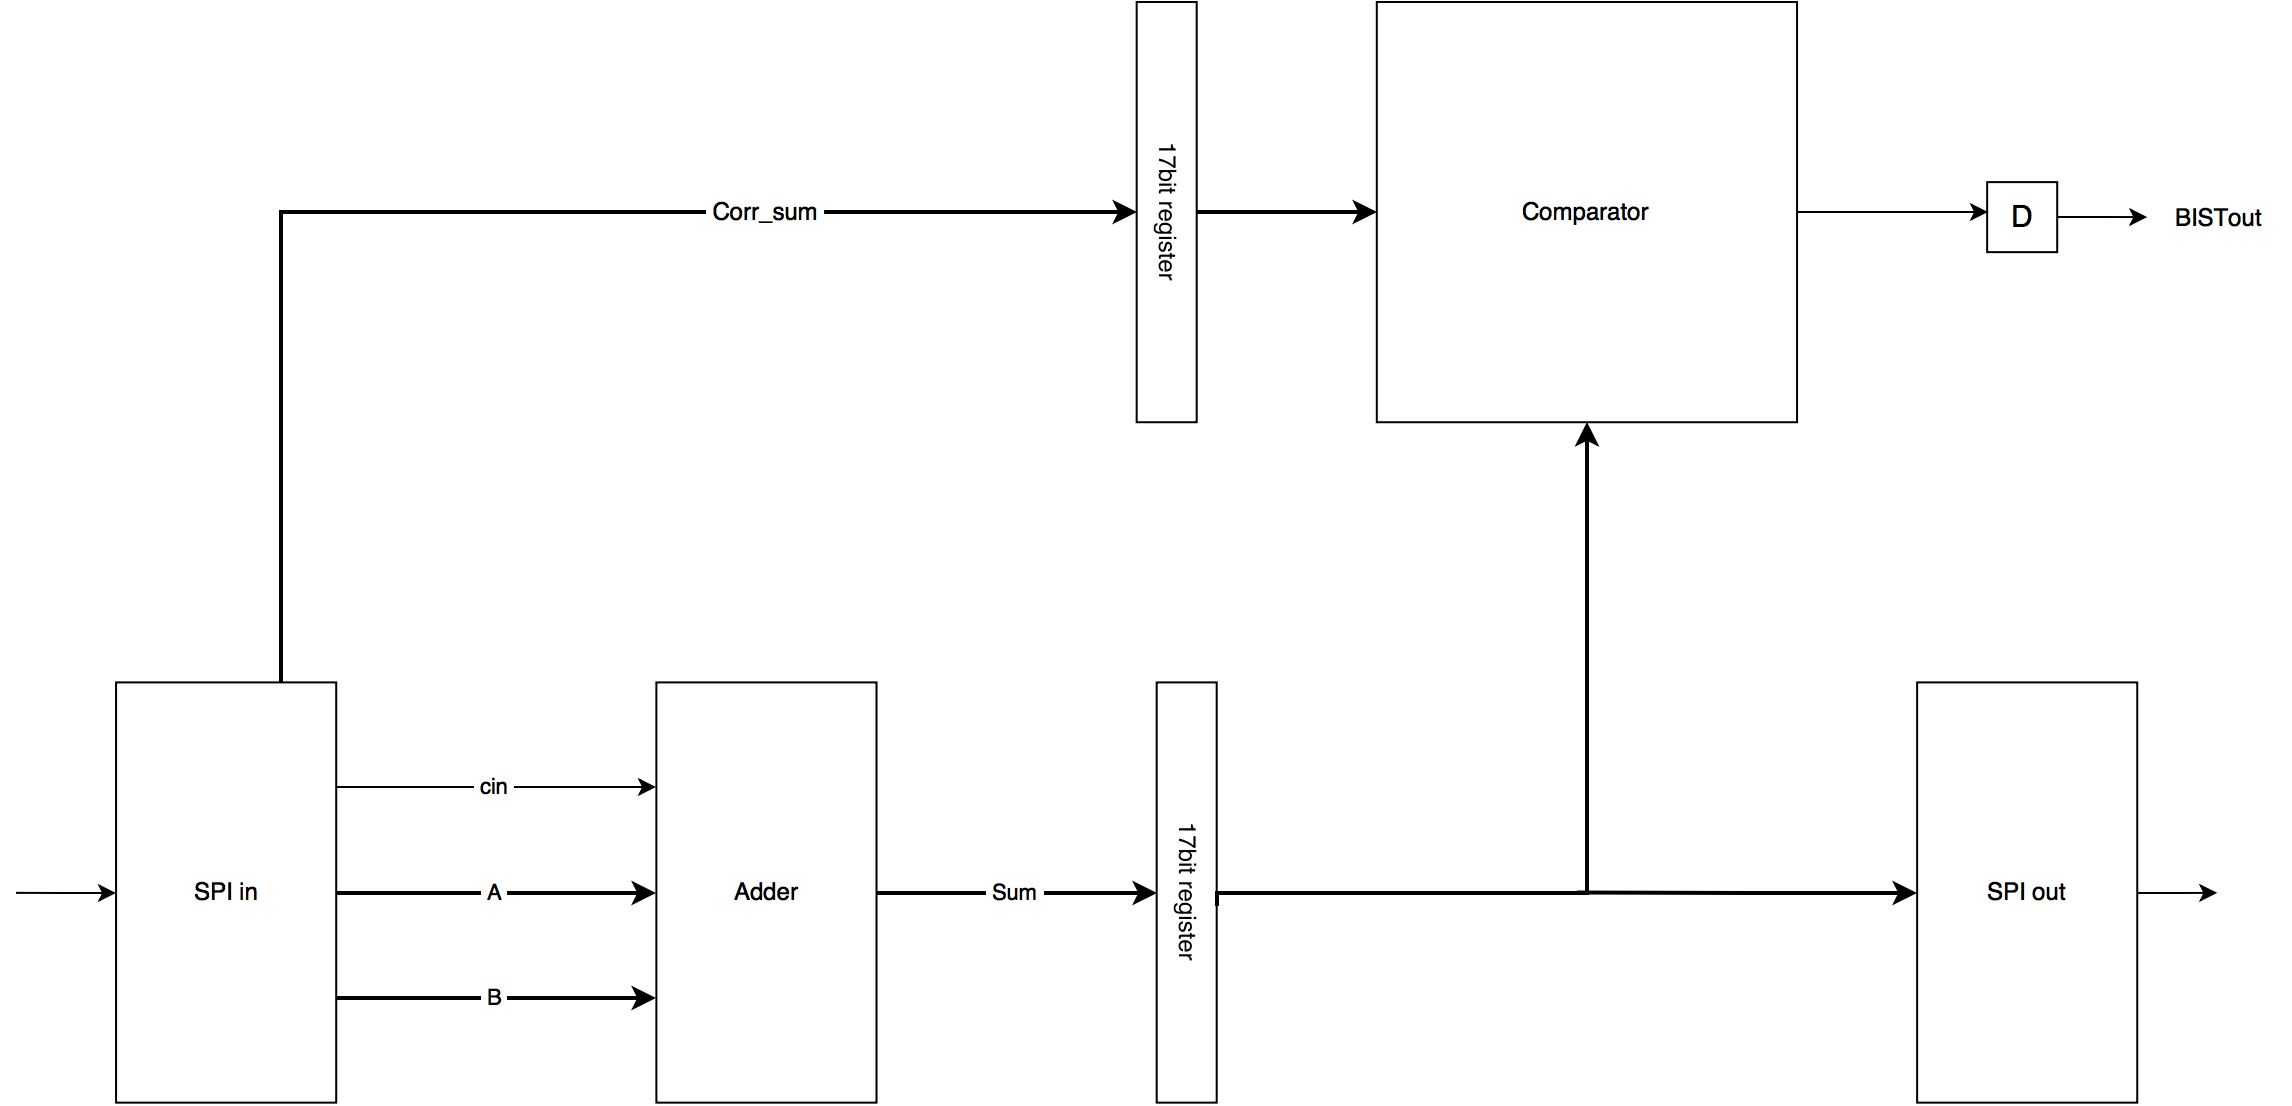 17bit register
Corr_sum
Comparator
D
BISTout
cin
SPI in
A
Adder
Sum
17bit register
SPI out
B